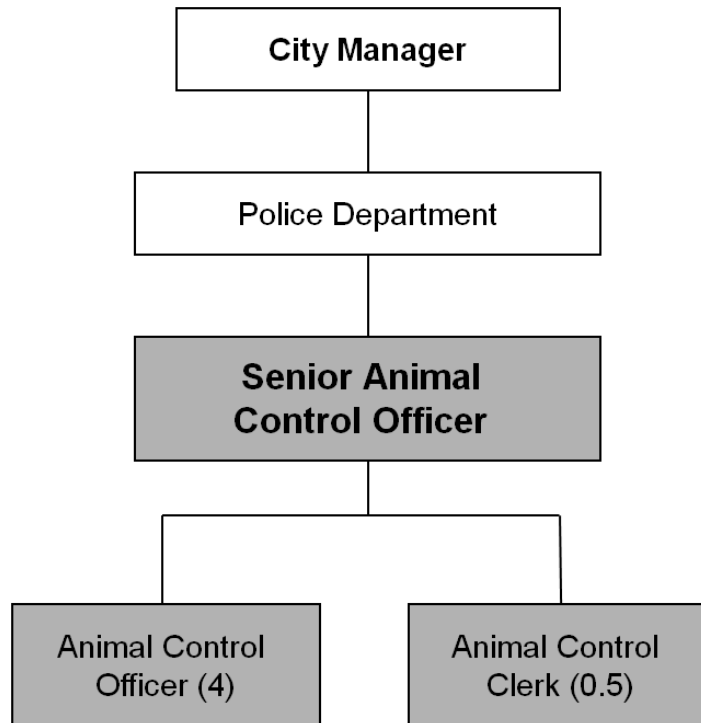 City Manager
Police Department
Senior Animal
Control Officer
Animal Control
Officer (4)
Animal Control
Clerk (0.5)